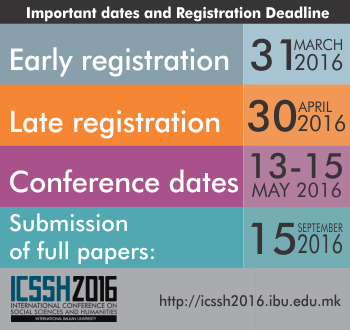 Important dates and Registration Deadline
Early registration
31 MARCH 2016
Late registration
30 APRIL 2016
Conference dates
13-15
MAY 2016
Submission
of full papers:
15 SEPTEMBER 2016
ICSSH2016
INTERNATIONAL CONFERENCE ON
SOCIAL SCIENCES AND HUMANITIES
INTERNATIONAL BALKAN UNIVERSITY
http://icssh2016.ibu.edu.mk